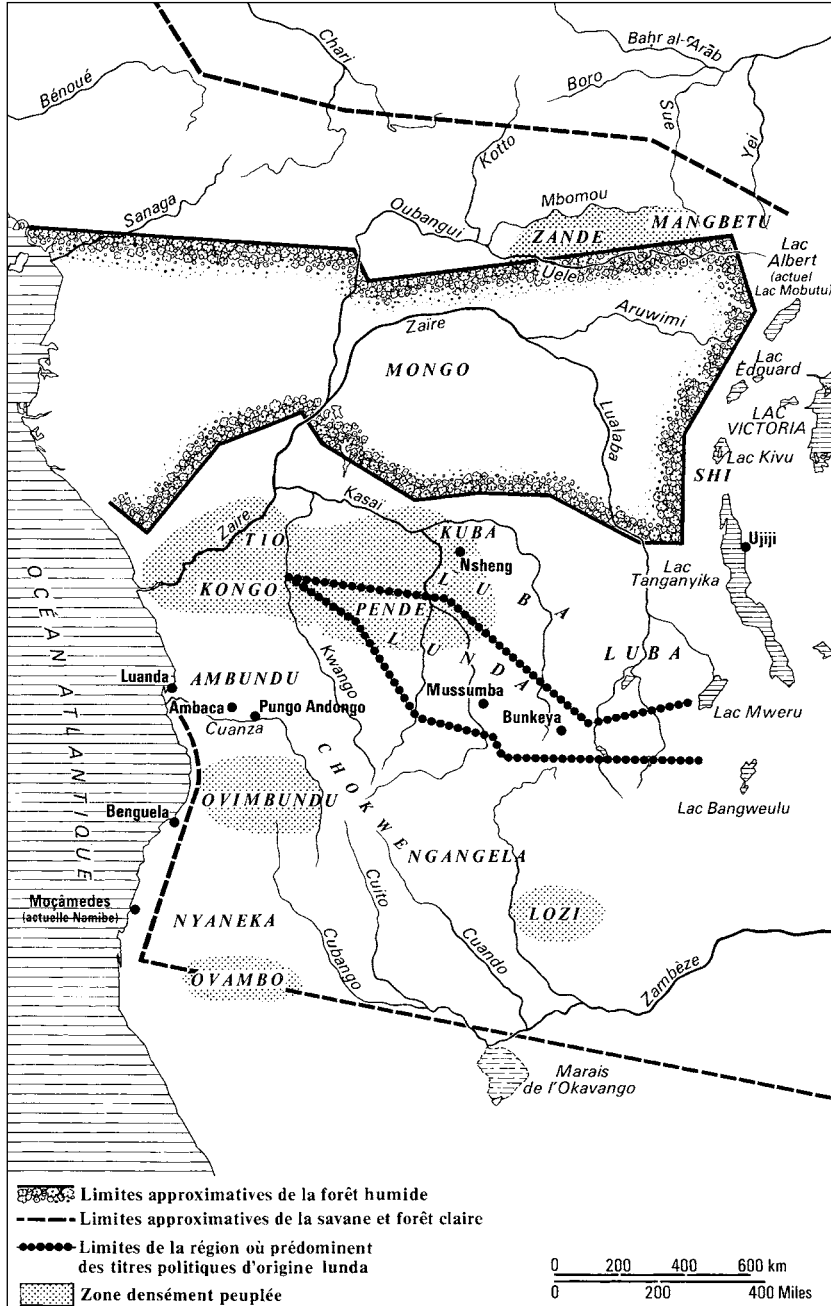 Chari
Bahr al-ʿĀrāb
Bénoué
Boro
Sue
Yei
Kotto
Sanaga
Mbomou
Oubangui
ZANDE
MANGBETU
Uele
Lac
Albert
(actuel
Lac Mobutu)
Zaïre
Aruwimi
MONGO
Lac
Édouard
LAC
VICTORIA
Lualaba
Lac Kivu
SHI
Kasai
Zaïre
TIO
KUBA
Nsheng
Ujiji
Lac
Tanganyika
KONGO
LUBA
PENDE
LUNDA
LUBA
OCÉAN ATLANTIQUE
Kwango
Luanda
AMBUNDU
Ambaca
Pungo Andongo
Cuanza
Mussumba
Bunkeya
Lac Mweru
CHOKWE
OVIMBUNDU
Benguela
Lac Bangweulu
NGANGELA
Cuito
Moçâmedes
(actuelle Namibe)
NYANEKA
LOZI
Cubango
Cuando
OVAMBO
Zambèze
Marais
de l'Okavango
Limites approximatives de la forêt humide
Limites approximatives de la savane et forêt claire
Limites de la région où prédominent
des titres politiques d'origine lunda
Zone densément peuplée
0 200 400 600 km
0 200 400 Miles